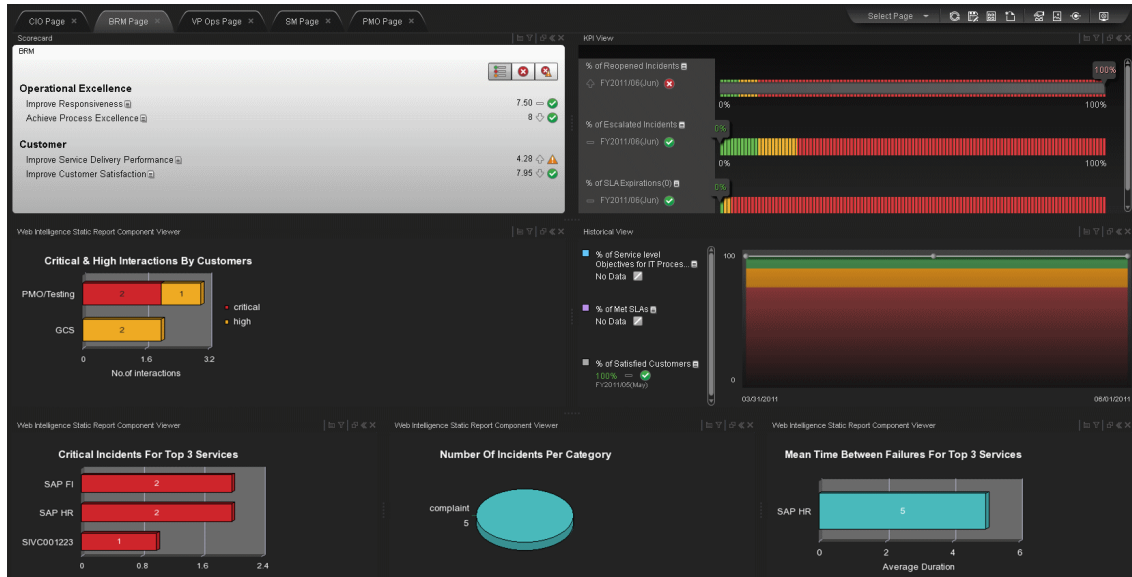 CIO Page ×
BRM Page ×
VP Ops Page ×
SM Page ×
PMO Page ×
Select Page
Scorecard
BRM
Operational Excellence
Improve Responsiveness 7.50
Achieve Process Excellence 8
Customer
Improve Service Delivery Performance 4.28
Improve Customer Satisfaction 7.95
KPI View
% of Reopened Incidents
FY2011/06(Jun)
100%
0% 100%
% of Escalated Incidents
FY2011/06(Jun)
0%
0% 100%
% of SLA Expirations(0)
FY2011/06(Jun)
0%
Web Intelligence Static Report Component Viewer
Critical & High Interactions By Customers
PMO/Testing 2 1
GCS 2
critical
high
0 1.6 3.2
No.of interactions
Historical View
% of Service level
Objectives for IT Proces...
No Data
% of Met SLAs
No Data
% of Satisfied Customers
100%
FY2011/05(May)
100
0
03/31/2011 06/01/2011
Web Intelligence Static Report Component Viewer
Critical Incidents For Top 3 Services
SAP FI 2
SAP HR 2
SIVC001223 1
0 0.8 1.6 2.4
Web Intelligence Static Report Component Viewer
Number Of Incidents Per Category
complaint
5
Web Intelligence Static Report Component Viewer
Mean Time Between Failures For Top 3 Services
SAP HR 5
0 2 4 6
Average Duration